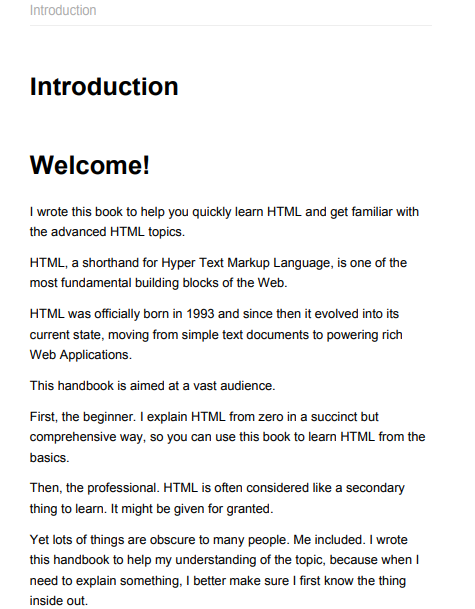 Introduction
Introduction
Welcome!
I wrote this book to help you quickly learn HTML and get familiar with
the advanced HTML topics.
HTML, a shorthand for Hyper Text Markup Language, is one of the
most fundamental building blocks of the Web.
HTML was officially born in 1993 and since then it evolved into its
current state, moving from simple text documents to powering rich
Web Applications.
This handbook is aimed at a vast audience.
First, the beginner. I explain HTML from zero in a succinct but
comprehensive way, so you can use this book to learn HTML from the
basics.
Then, the professional. HTML is often considered like a secondary
thing to learn. It might be given for granted.
Yet lots of things are obscure to many people. Me included. I wrote
this handbook to help my understanding of the topic, because when I
need to explain something, I better make sure I first know the thing
inside out.